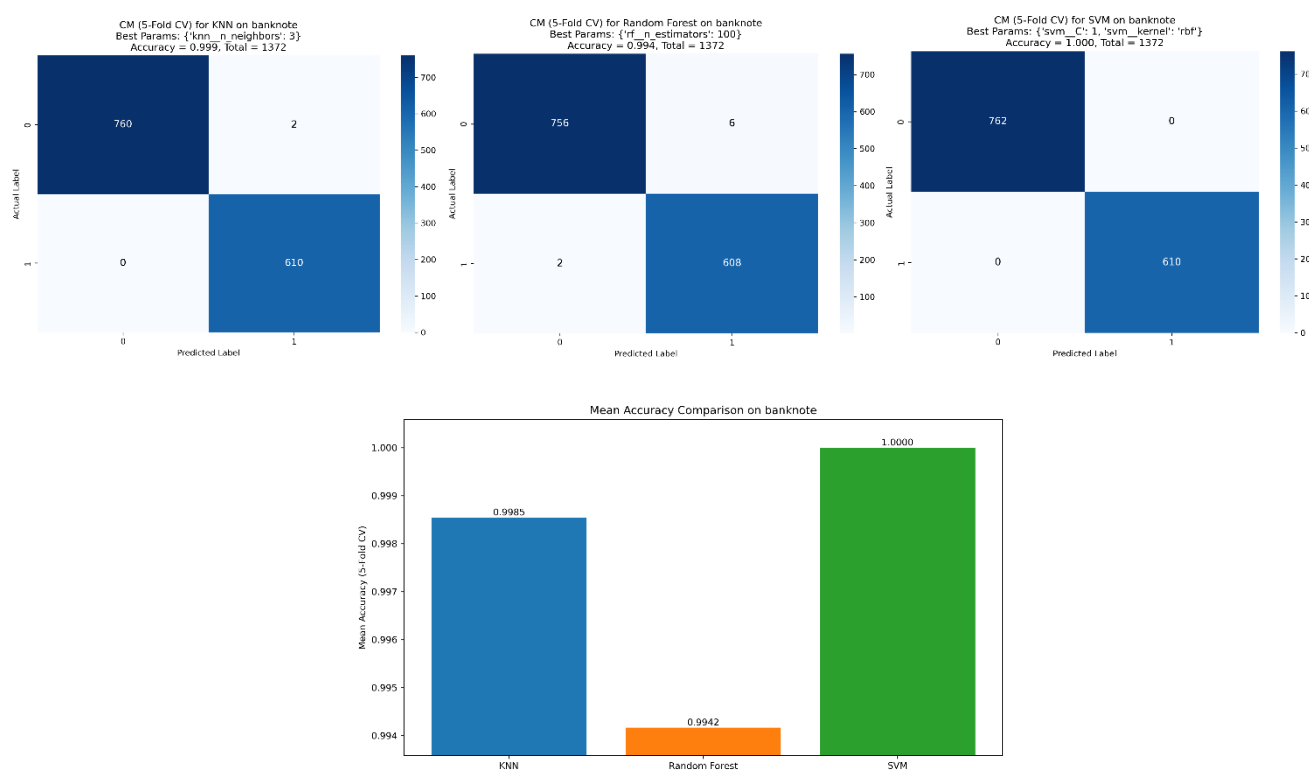 CM (5-Fold CV) for KNN on banknote
Best Params: {'knn__n_neighbors': 3}
Accuracy = 0.999, Total = 1372
0
1
Actual Label
760
2
0
610
0
1
Predicted Label
700
600
500
400
300
200
100
0
CM (5-Fold CV) for Random Forest on banknote
Best Params: {'rf__n_estimators': 100}
Accuracy = 0.994, Total = 1372
0
1
Actual Label
756
6
2
608
0
1
Predicted Label
700
600
500
400
300
200
100
CM (5-Fold CV) for SVM on banknote
Best Params: {'svm__C': 1, 'svm__kernel': 'rbf'}
Accuracy = 1.000, Total = 1372
0
1
Actual Label
762
0
0
610
0
1
Predicted Label
0
Mean Accuracy Comparison on banknote
Mean Accuracy (5-Fold CV)
1.000
0.999
0.998
0.997
0.996
0.995
0.994
0.9985
0.9942
1.0000
KNN
Random Forest
SVM